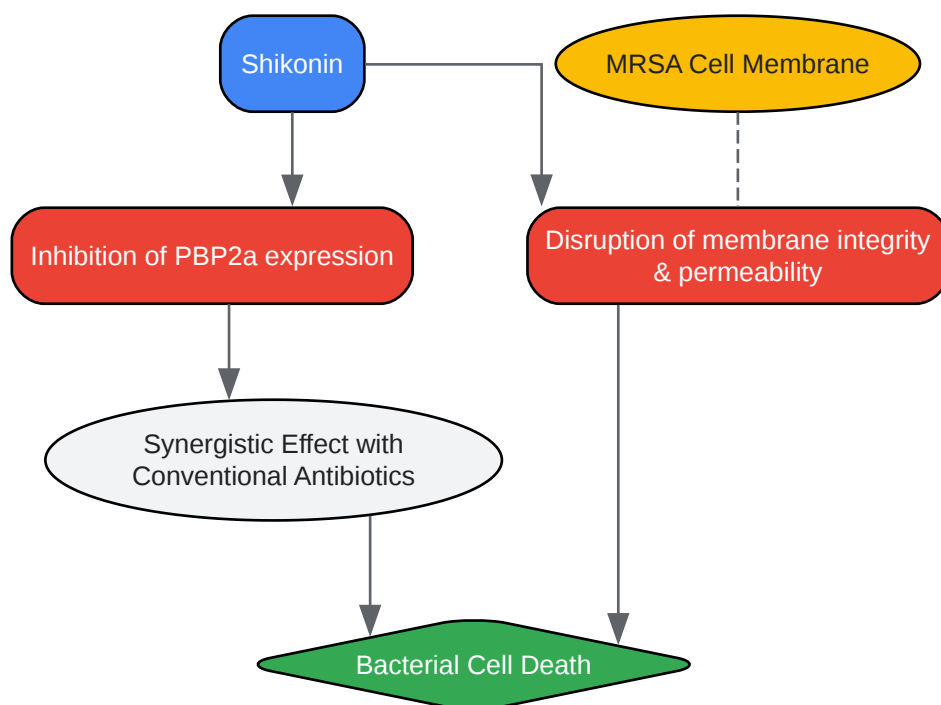 Shikonin
MRSA Cell Membrane
Inhibition of PBP2a expression
Disruption of membrane integrity
& permeability
Synergistic Effect with
Conventional Antibiotics
Bacterial Cell Death